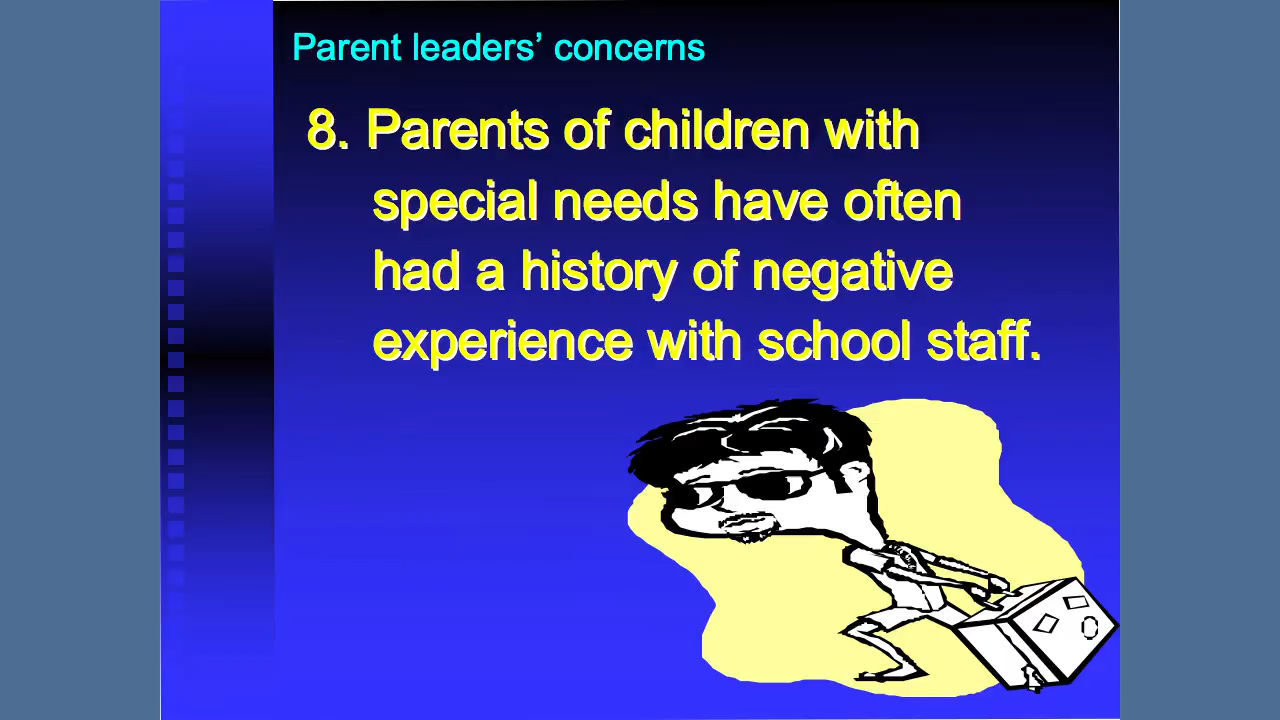 Parent leaders’ concerns
8. Parents of children with
special needs have often
had a history of negative
experience with school staff.